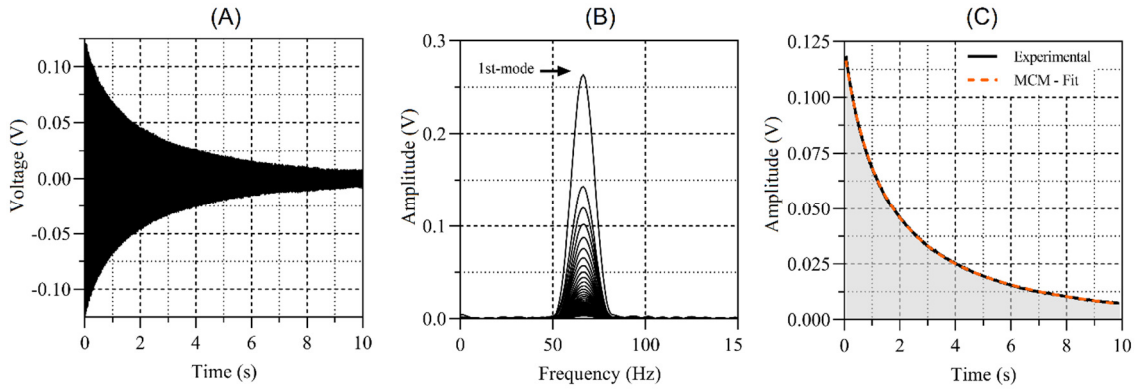 (A)
Voltage (V)
0.10
0.05
0.00
-0.05
-0.10
0 2 4 6 8 10
Time (s)
(B)
Amplitude (V)
0.3
0.2
0.1
0.0
1st-mode
0 50 100 15
Frequency (Hz)
(C)
Amplitude (V)
0.125
0.100
0.075
0.050
0.025
0.000
Experimental
MCM - Fit
0 2 4 6 8 10
Time (s)